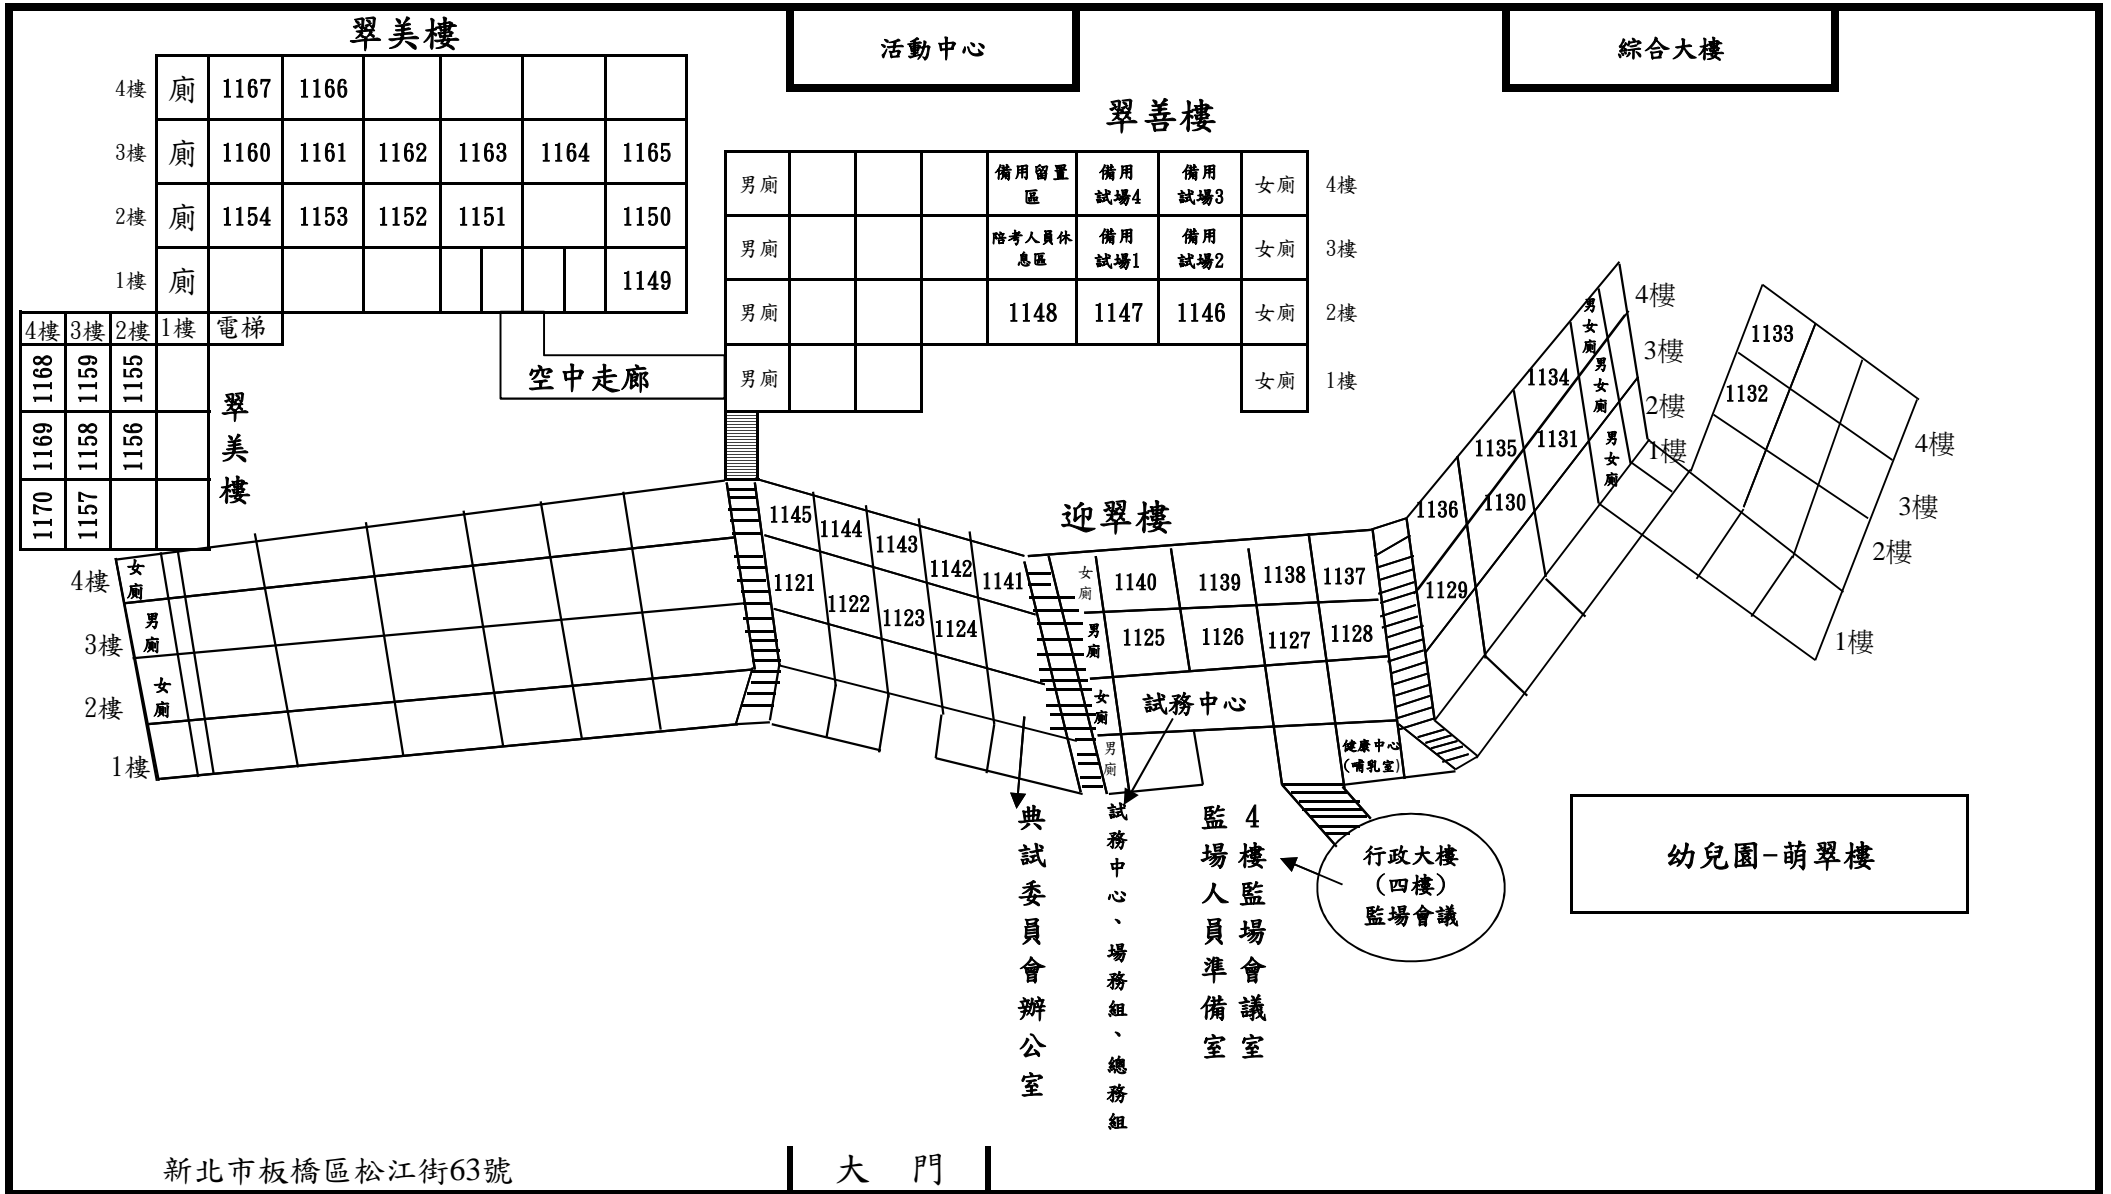 翠美樓
活動中心
綜合大樓
4樓 廁 1167 1166
3樓 廁 1160 1161 1162 1163 1164 1165
2樓 廁 1154 1153 1152 1151 1150
1樓 廁 1149
4樓 3樓 2樓 1樓 電梯
1168 1159 1155
1169 1158 1156
1170 1157
翠美樓
空中走廊
翠善樓
男廁 備用留置
區 備用
試場4 備用
試場3 女廁 4樓
男廁 陪考人員休
息區 備用
試場1 備用
試場2 女廁 3樓
男廁 1148 1147 1146 女廁 2樓
男廁 女廁 1樓
迎翠樓
4樓 女廁
3樓 男廁
2樓 女廁
1樓
1145 1144 1143 1142 1141
1121 1122 1123 1124
女廁 1140 1139 1138 1137
男廁 1125 1126 1127 1128
女廁 試務中心
男廁
健康中心
(哺乳室)
1136 1135 1134 男女廁 4樓
1129 1130 1131 男女廁 3樓
男女廁 2樓
1樓
1133
1132
4樓
3樓
2樓
1樓
典試委員會辦公室
試務中心、場務組、總務組
4樓監場會議室
監場人員準備室
行政大樓
(四樓)
監場會議
幼兒園-萌翠樓
新北市板橋區松江街63號
大 門